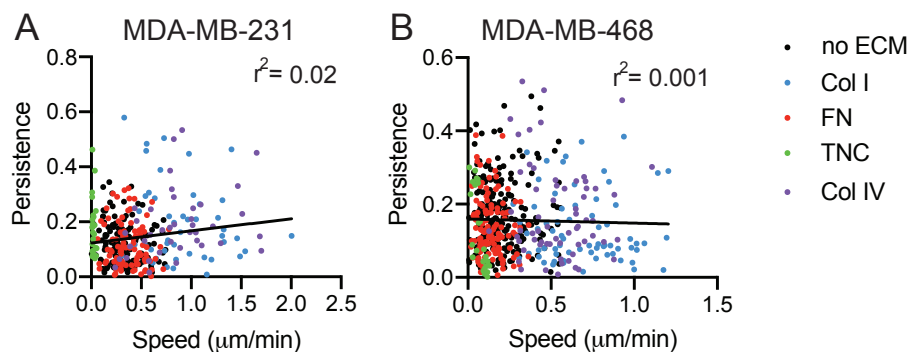 A
MDA-MB-231
r2= 0.02
Persistence
0.8
0.6
0.4
0.2
0.0
0.0 0.5 1.0 1.5 2.0 2.5
Speed (μm/min)
B
MDA-MB-468
r2= 0.001
Persistence
0.6
0.4
0.2
0.0
0.0 0.5 1.0 1.5
Speed (μm/min)
no ECM
Col I
FN
TNC
Col IV